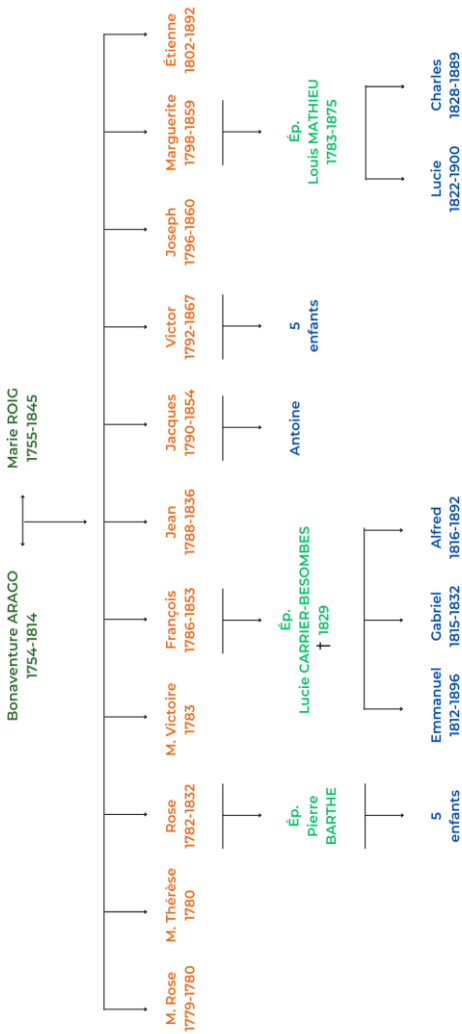 Bonaventure ARAGO
1754-1814
Marie ROIG
1755-1845
M. Rose
1779-1780
M. Thérèse
1780
Rose
1782-1832
M. Victoire
1783
François
1786-1853
Jean
1788-1836
Jacques
1790-1854
Victor
1792-1867
Joseph
1796-1860
Marguerite
1798-1859
Étienne
1802-1892
Ép.
Pierre
BARTHE
Ép.
Lucie CARRIER-BESOMBES
† 1829
Antoine
5
enfants
Ép.
Louis MATHIEU
1783-1875
5
enfants
Emmanuel
1812-1896
Gabriel
1815-1832
Alfred
1816-1892
Lucie
1822-1900
Charles
1828-1889